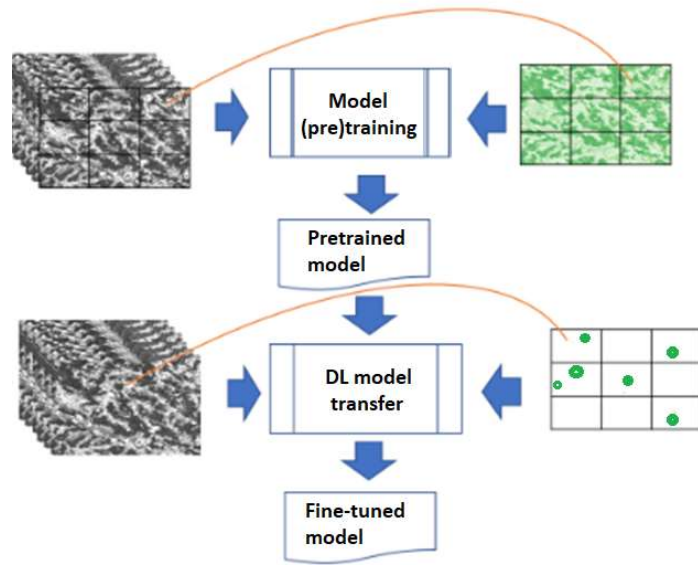 Model
(pre)training
Pretrained
model
DL model
transfer
Fine-tuned
model